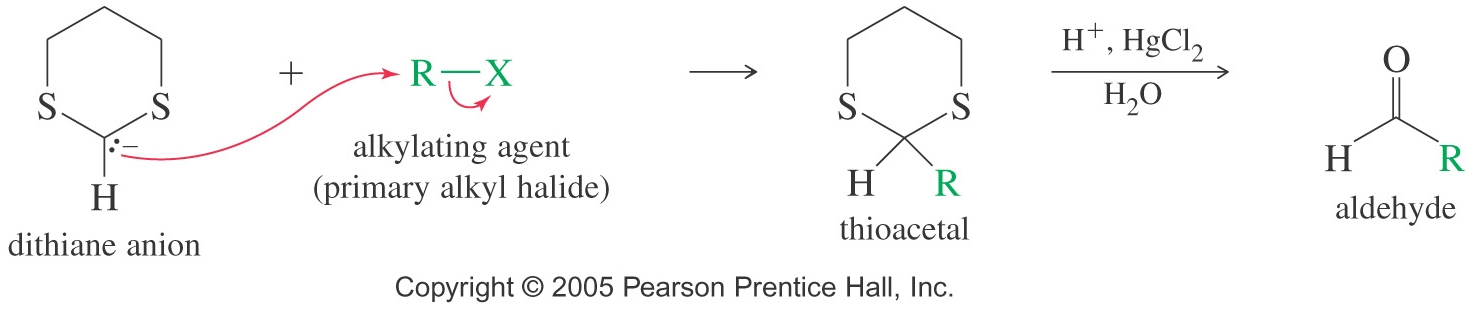 S S
:−
H
dithiane anion
+
R—X
alkylating agent
(primary alkyl halide)
S S
H R
thioacetal
H⁺, HgCl₂
H₂O
O
H R
aldehyde
Copyright © 2005 Pearson Prentice Hall, Inc.